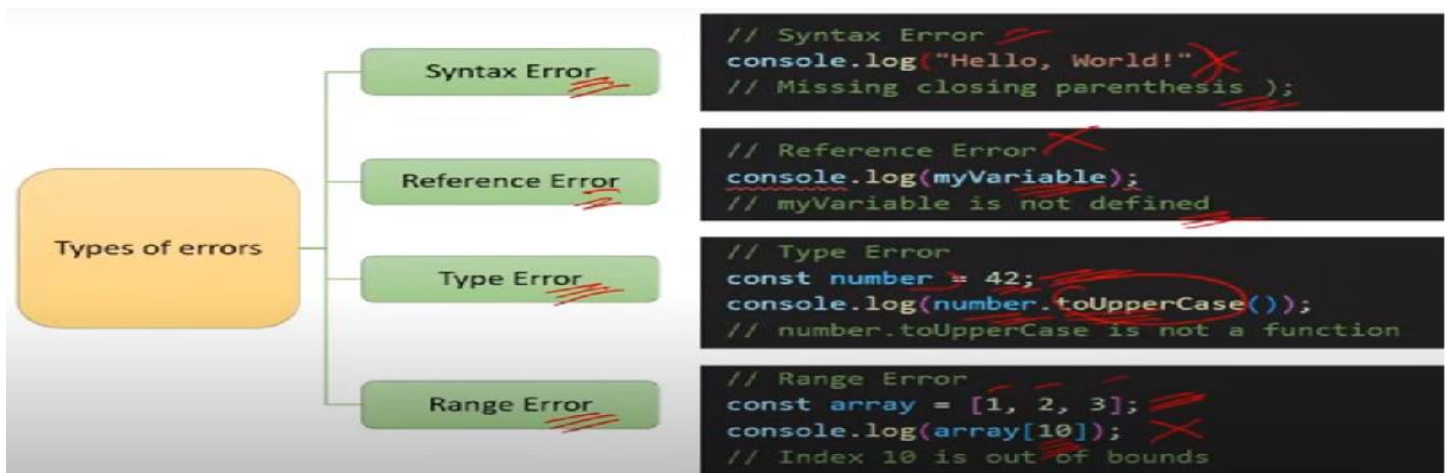 Types of errors
Syntax Error
// Syntax Error
console.log("Hello, World!"
// Missing closing parenthesis );
Reference Error
// Reference Error
console.log(myVariable);
// myVariable is not defined
Type Error
// Type Error
const number = 42;
console.log(number.toUpperCase());
// number.toUpperCase is not a function
Range Error
// Range Error
const array = [1, 2, 3];
console.log(array[10]);
// Index 10 is out of bounds